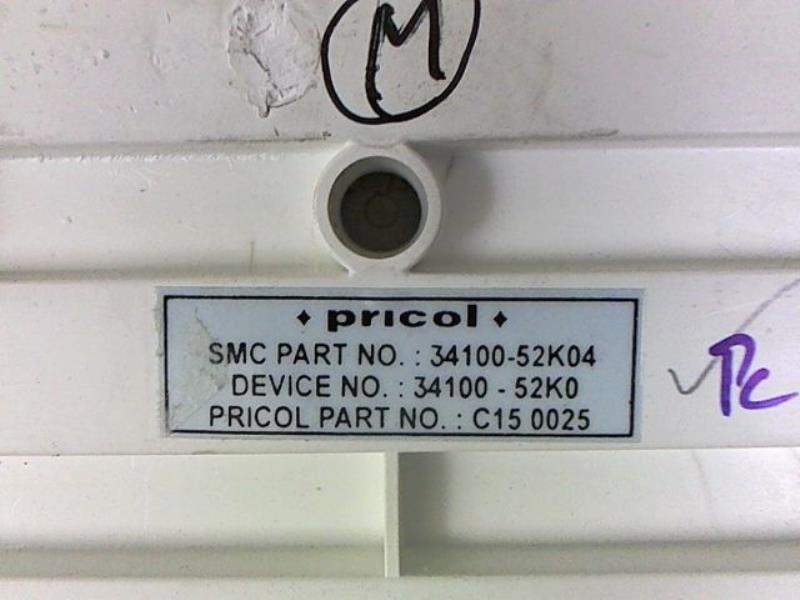 M
♦ pricol ♦
SMC PART NO. : 34100-52K04
DEVICE NO. : 34100 - 52K0
PRICOL PART NO. : C15 0025